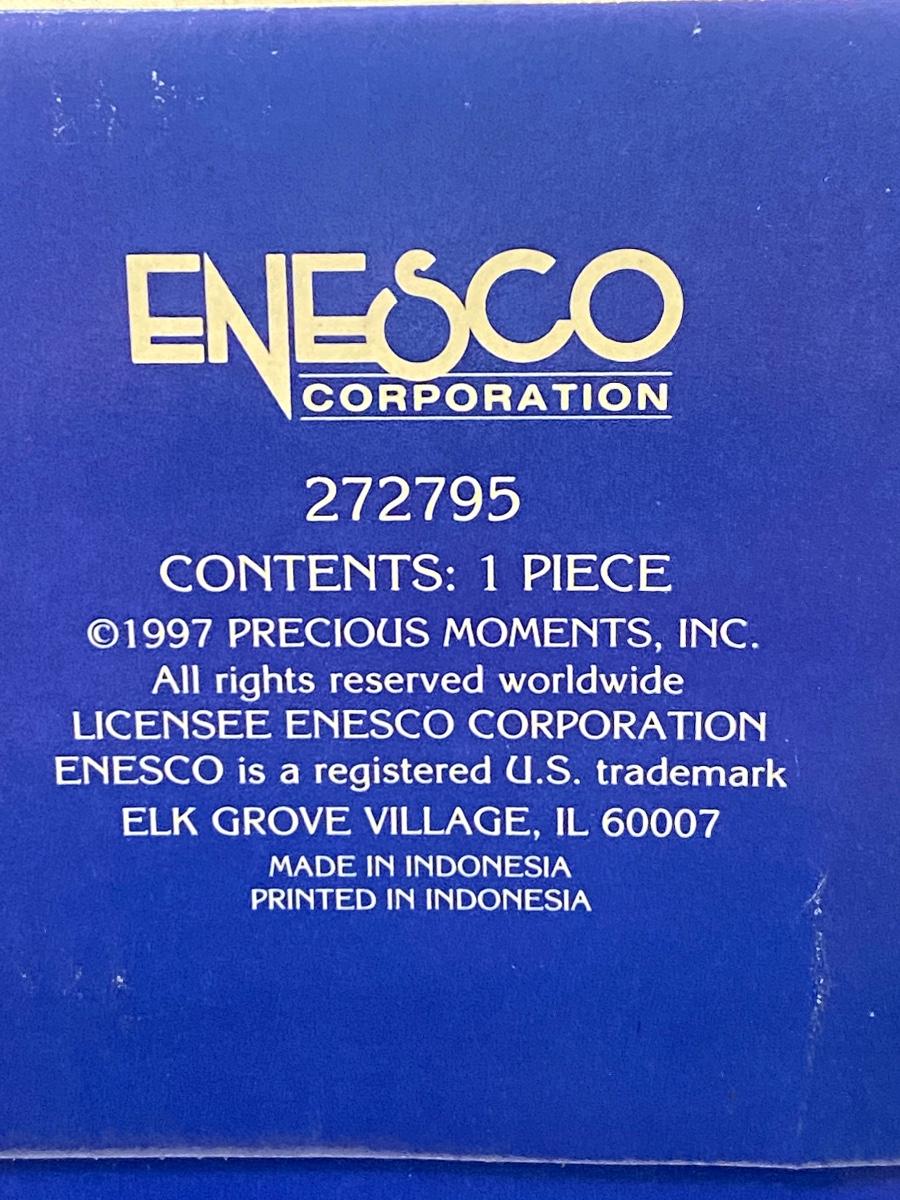 ENESCO
CORPORATION
272795
CONTENTS: 1 PIECE
©1997 PRECIOUS MOMENTS, INC.
All rights reserved worldwide
LICENSEE ENESCO CORPORATION
ENESCO is a registered U.S. trademark
ELK GROVE VILLAGE, IL 60007
MADE IN INDONESIA
PRINTED IN INDONESIA